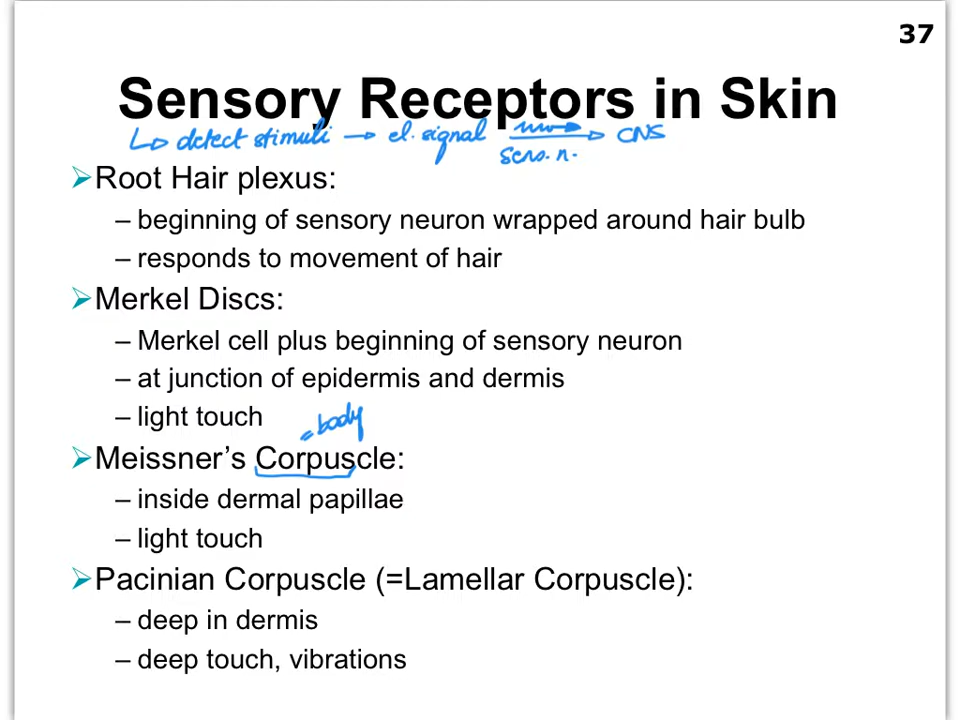 37
Sensory Receptors in Skin
↳ detect stimuli → el. signal → CNS
sens. n.
➢Root Hair plexus:
– beginning of sensory neuron wrapped around hair bulb
– responds to movement of hair
➢Merkel Discs:
– Merkel cell plus beginning of sensory neuron
– at junction of epidermis and dermis
– light touch
= body
➢Meissner’s Corpuscle:
– inside dermal papillae
– light touch
➢Pacinian Corpuscle (=Lamellar Corpuscle):
– deep in dermis
– deep touch, vibrations